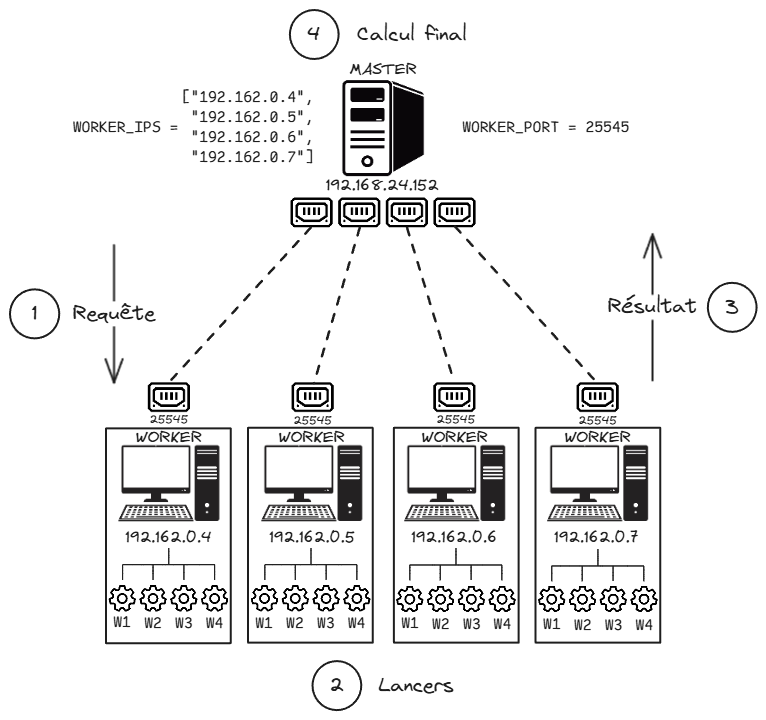 4 Calcul final
MASTER
WORKER_IPS = ["192.162.0.4",
"192.162.0.5",
"192.162.0.6",
"192.162.0.7"]
WORKER_PORT = 25545
192.168.24.152
1 Requête
Résultat 3
25545 25545 25545 25545
WORKER WORKER WORKER WORKER
192.162.0.4 192.162.0.5 192.162.0.6 192.162.0.7
W1 W2 W3 W4 W1 W2 W3 W4 W1 W2 W3 W4 W1 W2 W3 W4
2 Lancers